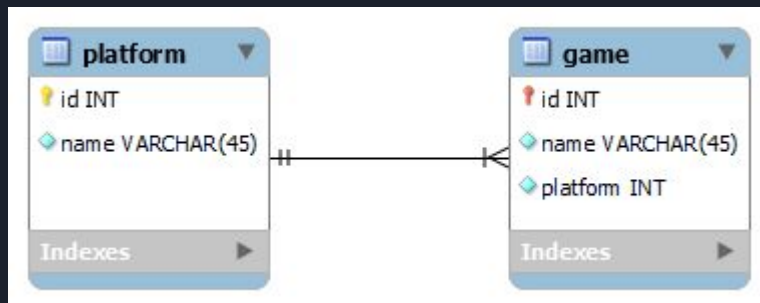 platform
id INT
name VARCHAR(45)
Indexes
game
id INT
name VARCHAR(45)
platform INT
Indexes